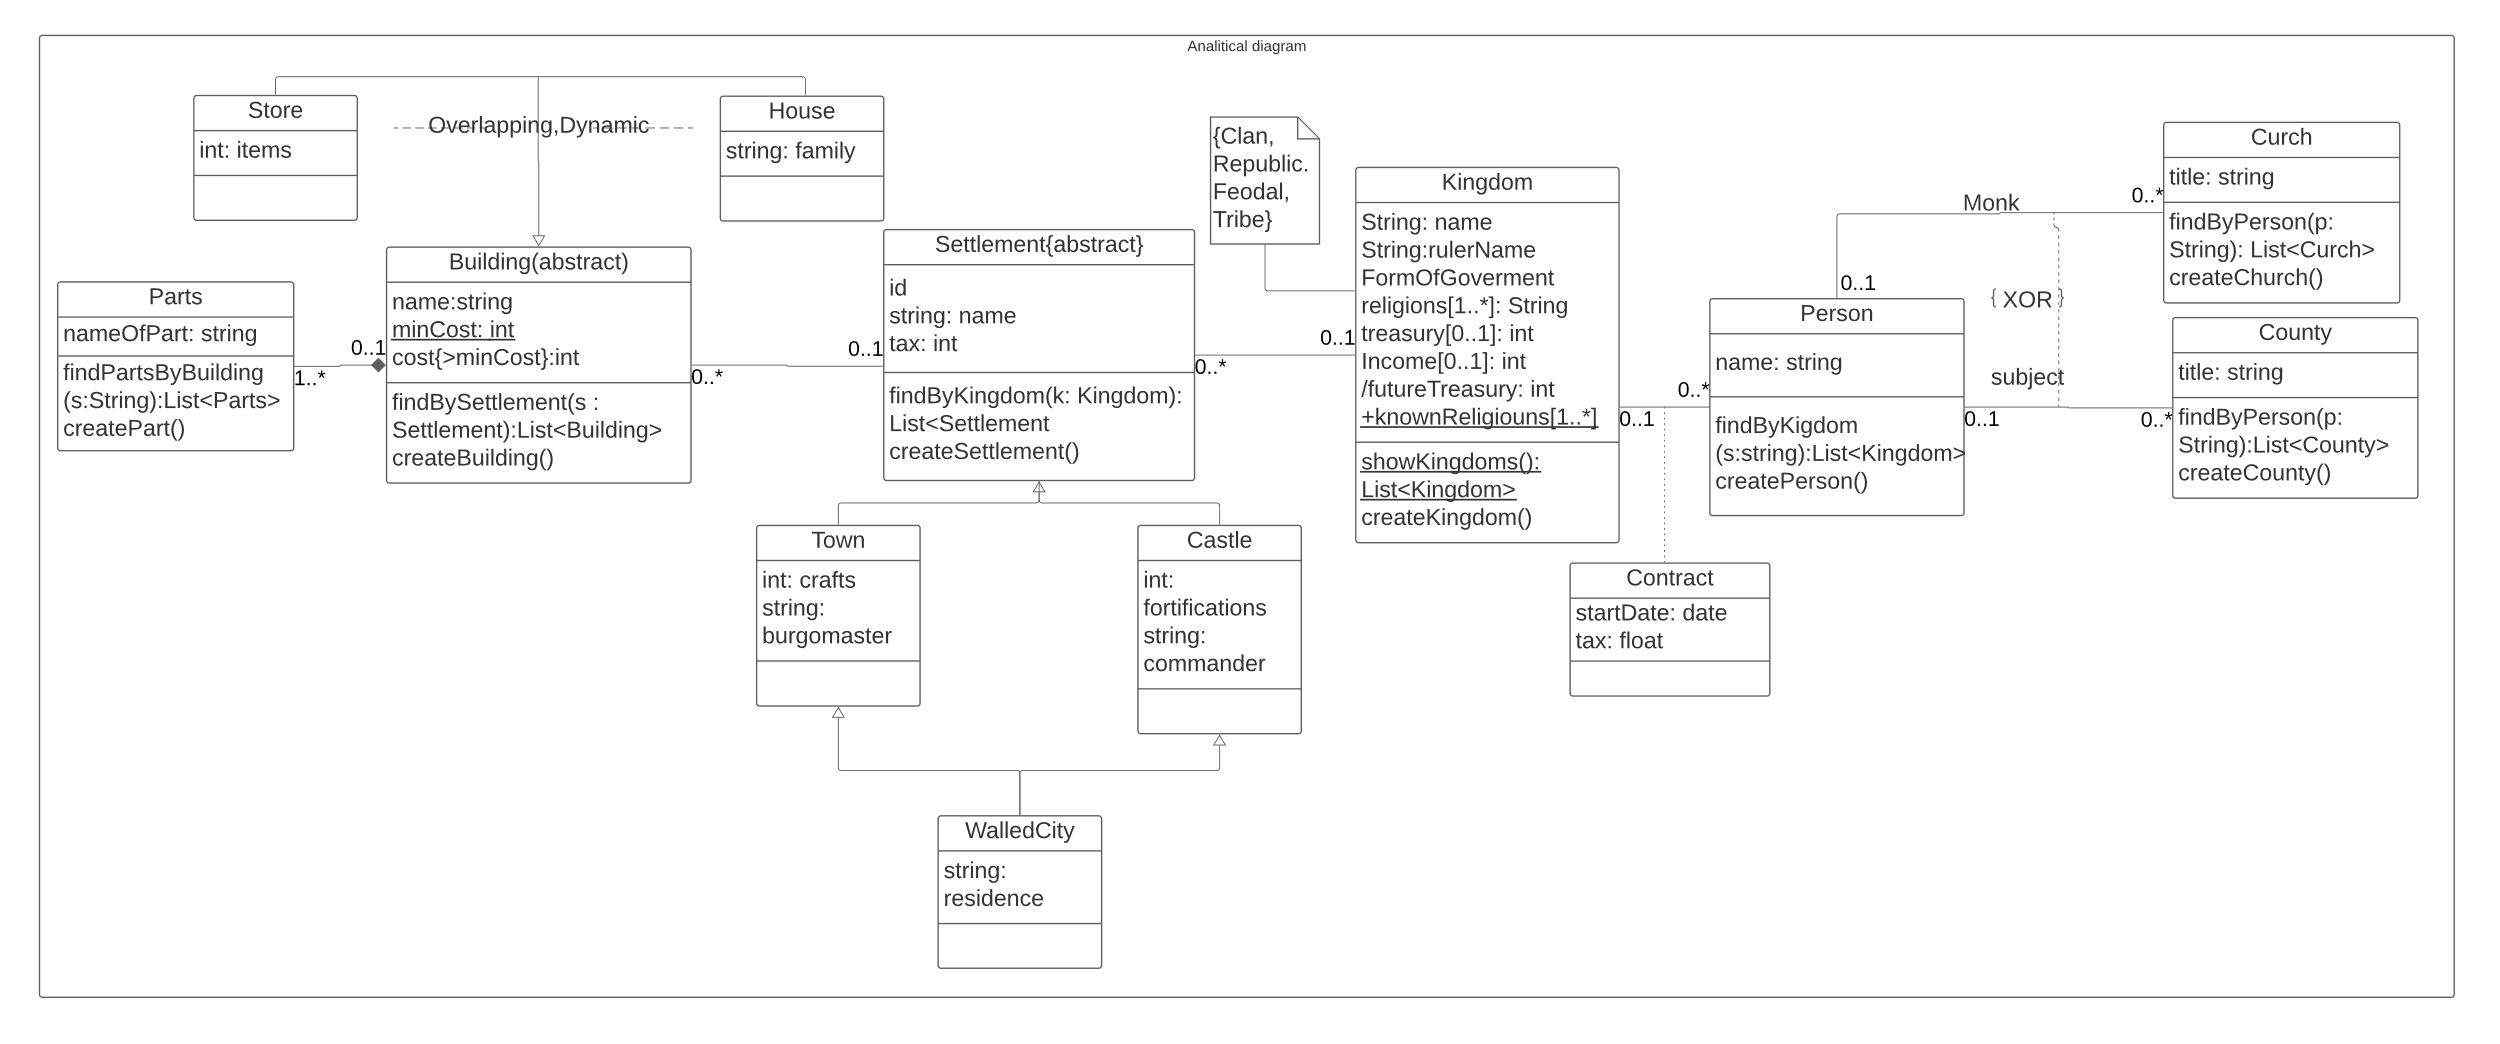 Analitical diagram
Store
int: items
Overlapping,Dynamic
House
string: family
Parts
nameOfPart: string
findPartsByBuilding
(s:String):List<Parts>
createPart()
1..*
0..1
Building(abstract)
name:string
minCost: int
cost{>minCost}:int
findBySettlement(s :
Settlement):List<Building>
createBuilding()
0..*
0..1
Settlement{abstract}
id
string: name
tax: int
findByKingdom(k: Kingdom):
List<Settlement
createSettlement()
0..*
0..1
{Clan,
Republic.
Feodal,
Tribe}
Kingdom
String: name
String:rulerName
FormOfGoverment
religions[1..*]: String
treasury[0..1]: int
Income[0..1]: int
/futureTreasury: int
+knownReligiouns[1..*]
showKingdoms():
List<Kingdom>
createKingdom()
0..1
0..*
Person
name: string
findByKigdom
(s:string):List<Kingdom>
createPerson()
0..1
Monk
0..*
{ XOR }
subject
0..1
0..*
Curch
title: string
findByPerson(p:
String): List<Curch>
createChurch()
County
title: string
findByPerson(p:
String):List<County>
createCounty()
Town
int: crafts
string:
burgomaster
Castle
int:
fortifications
string:
commander
Contract
startDate: date
tax: float
WalledCity
string:
residence